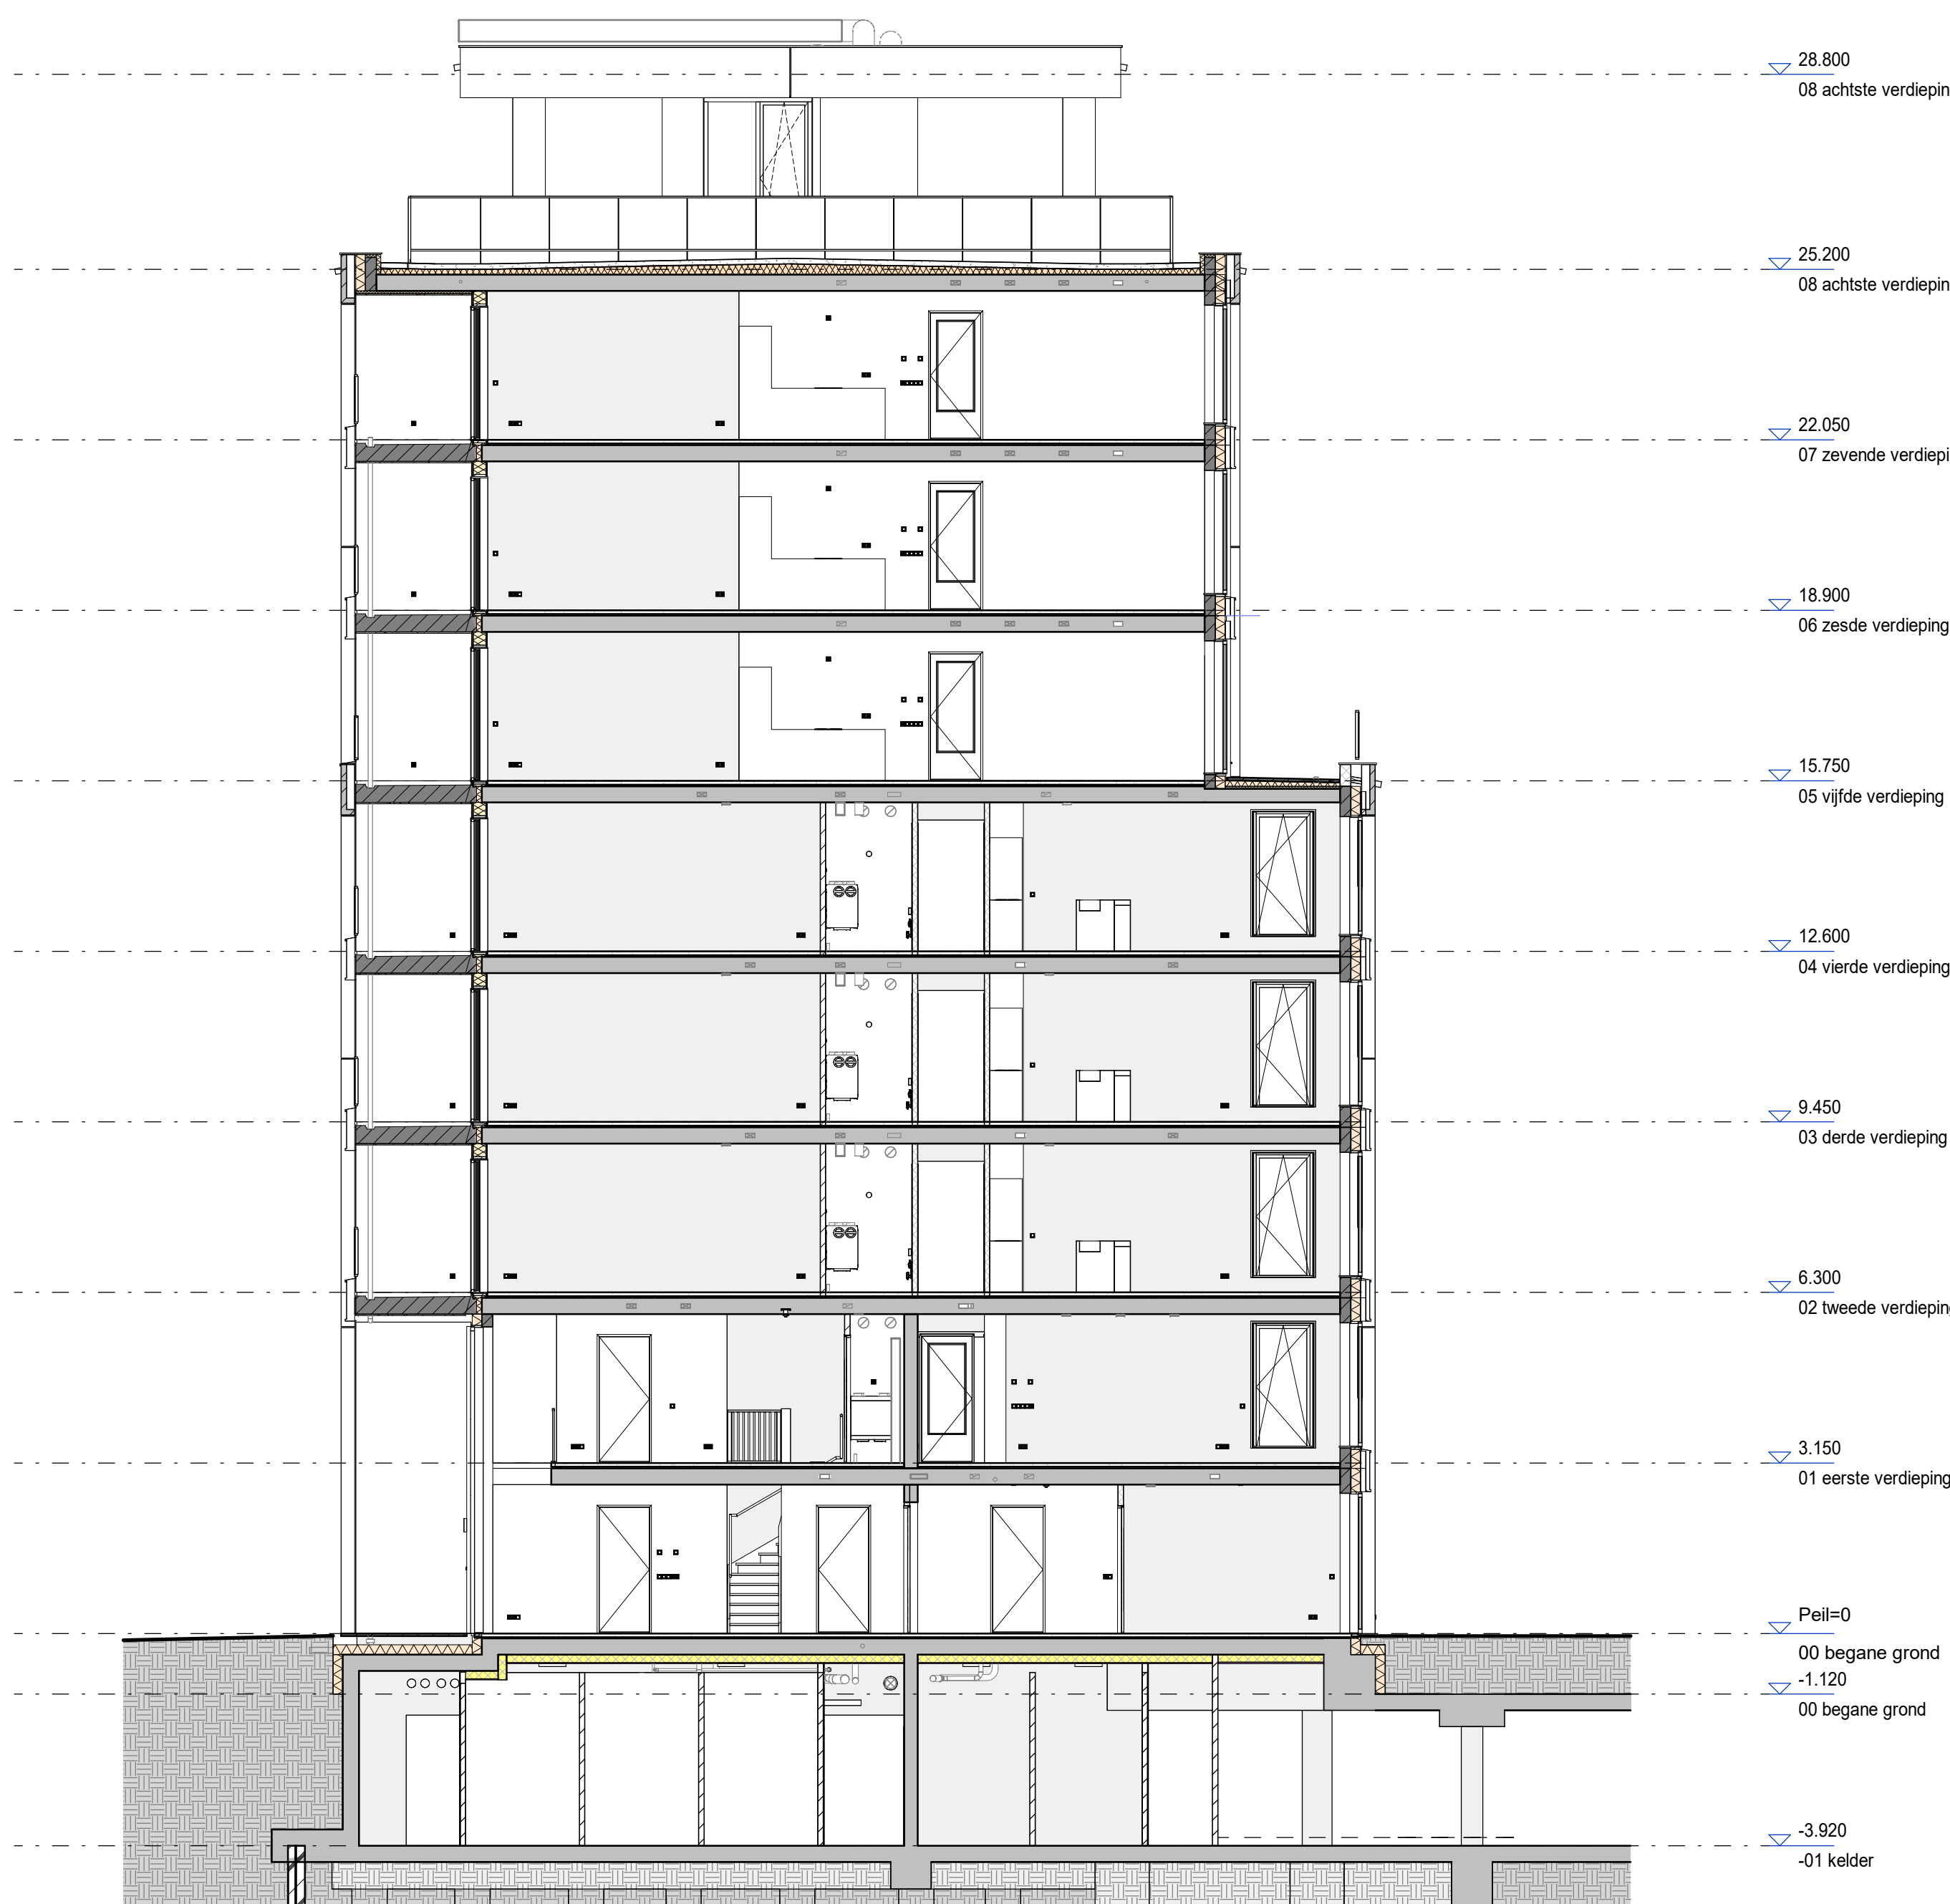 28.800
08 achtste verdiepin
25.200
08 achtste verdiepin
22.050
07 zevende verdiepi
18.900
06 zesde verdieping
15.750
05 vijfde verdieping
12.600
04 vierde verdieping
9.450
03 derde verdieping
6.300
02 tweede verdieping
3.150
01 eerste verdieping
Peil=0
00 begane grond
-1.120
00 begane grond
-3.920
-01 kelder